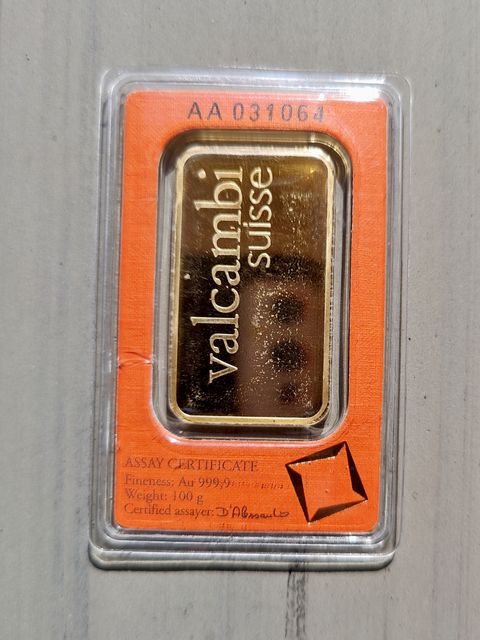 AA 031064
valcambi
suisse
ASSAY CERTIFICATE
Fineness: Au 999,9
Weight: 100 g
Certified assayer: